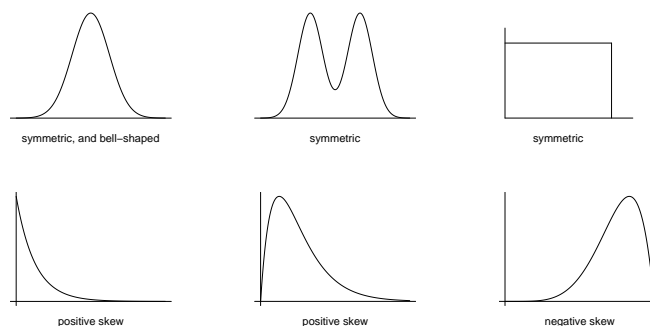 symmetric, and bell−shaped
symmetric
symmetric
positive skew
positive skew
negative skew